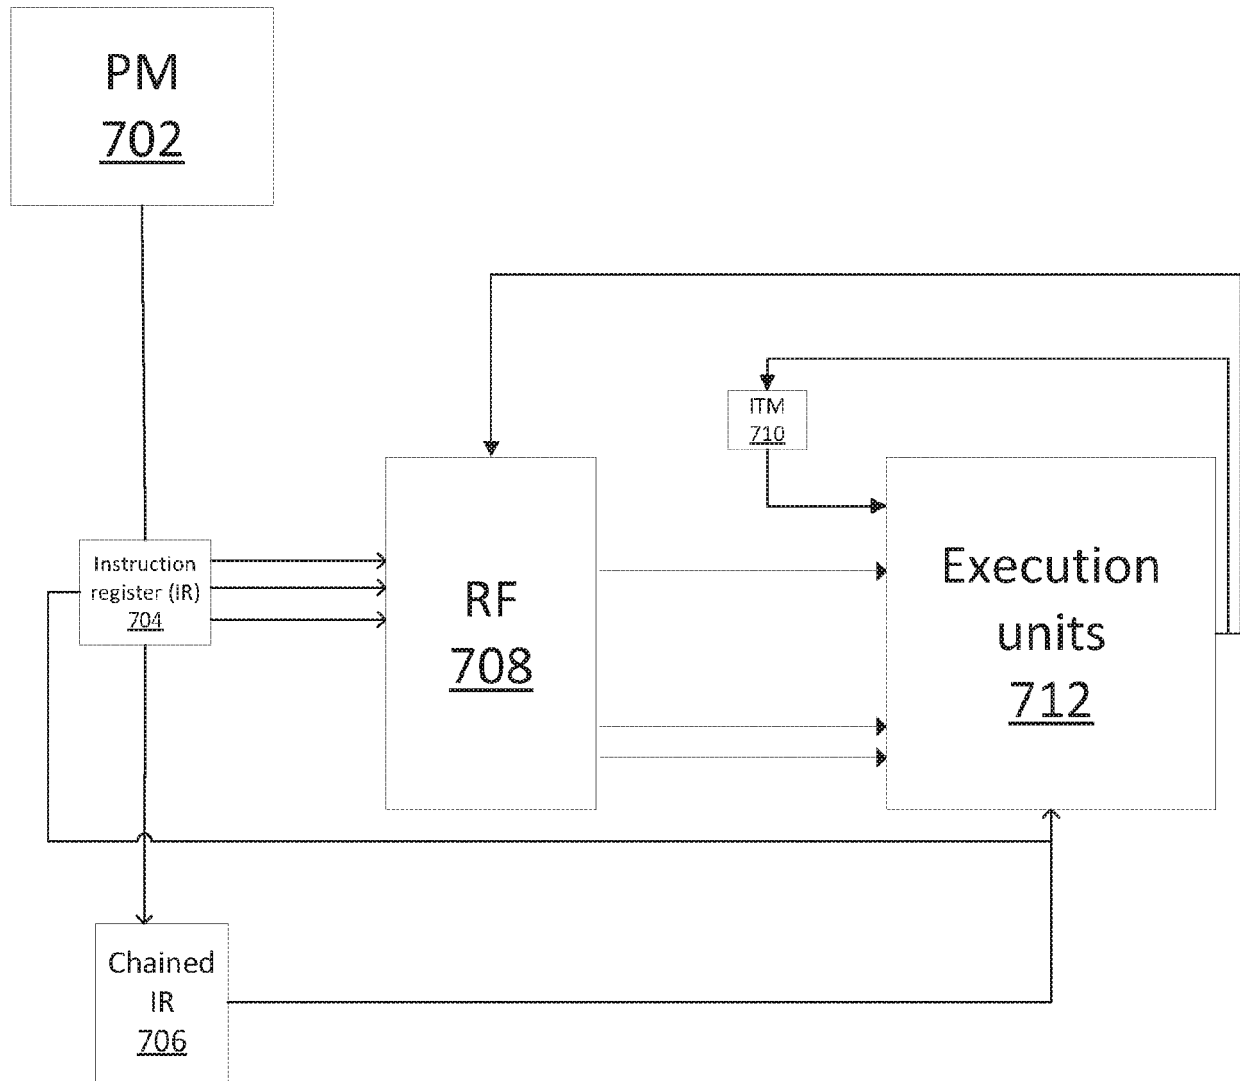 PM
702
ITM
710
Instruction
register (IR)
704
RF
708
Execution
units
712
Chained
IR
706